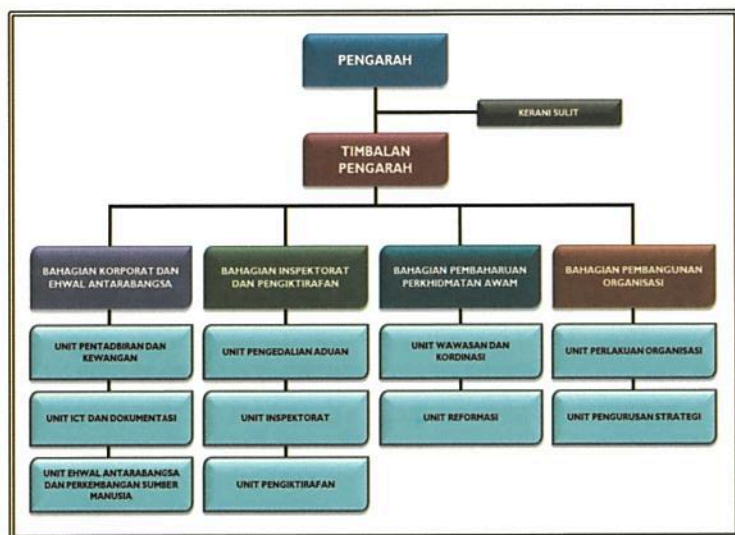 PENGARAH
KERANI SULIT
TIMBALAN
PENGARAH
BAHAGIAN KORPORAT DAN
EHWAL ANTARABANGSA
BAHAGIAN INSPEKTORAT
DAN PENGIKTIRAFAN
BAHAGIAN PEMBAHARUAN
PERKHIDMATAN AWAM
BAHAGIAN PEMBANGUNAN
ORGANISASI
UNIT PENTADBIRAN DAN
KEWANGAN
UNIT PENGEDALIAN ADUAN
UNIT WAWASAN DAN
KORDINASI
UNIT PERLAKUAN ORGANISASI
UNIT ICT DAN DOKUMENTASI
UNIT INSPEKTORAT
UNIT REFORMASI
UNIT PENGURUSAN STRATEGI
UNIT EHWAL ANTARABANGSA
DAN PERKEMBANGAN SUMBER
MANUSIA
UNIT PENGIKTIRAFAN